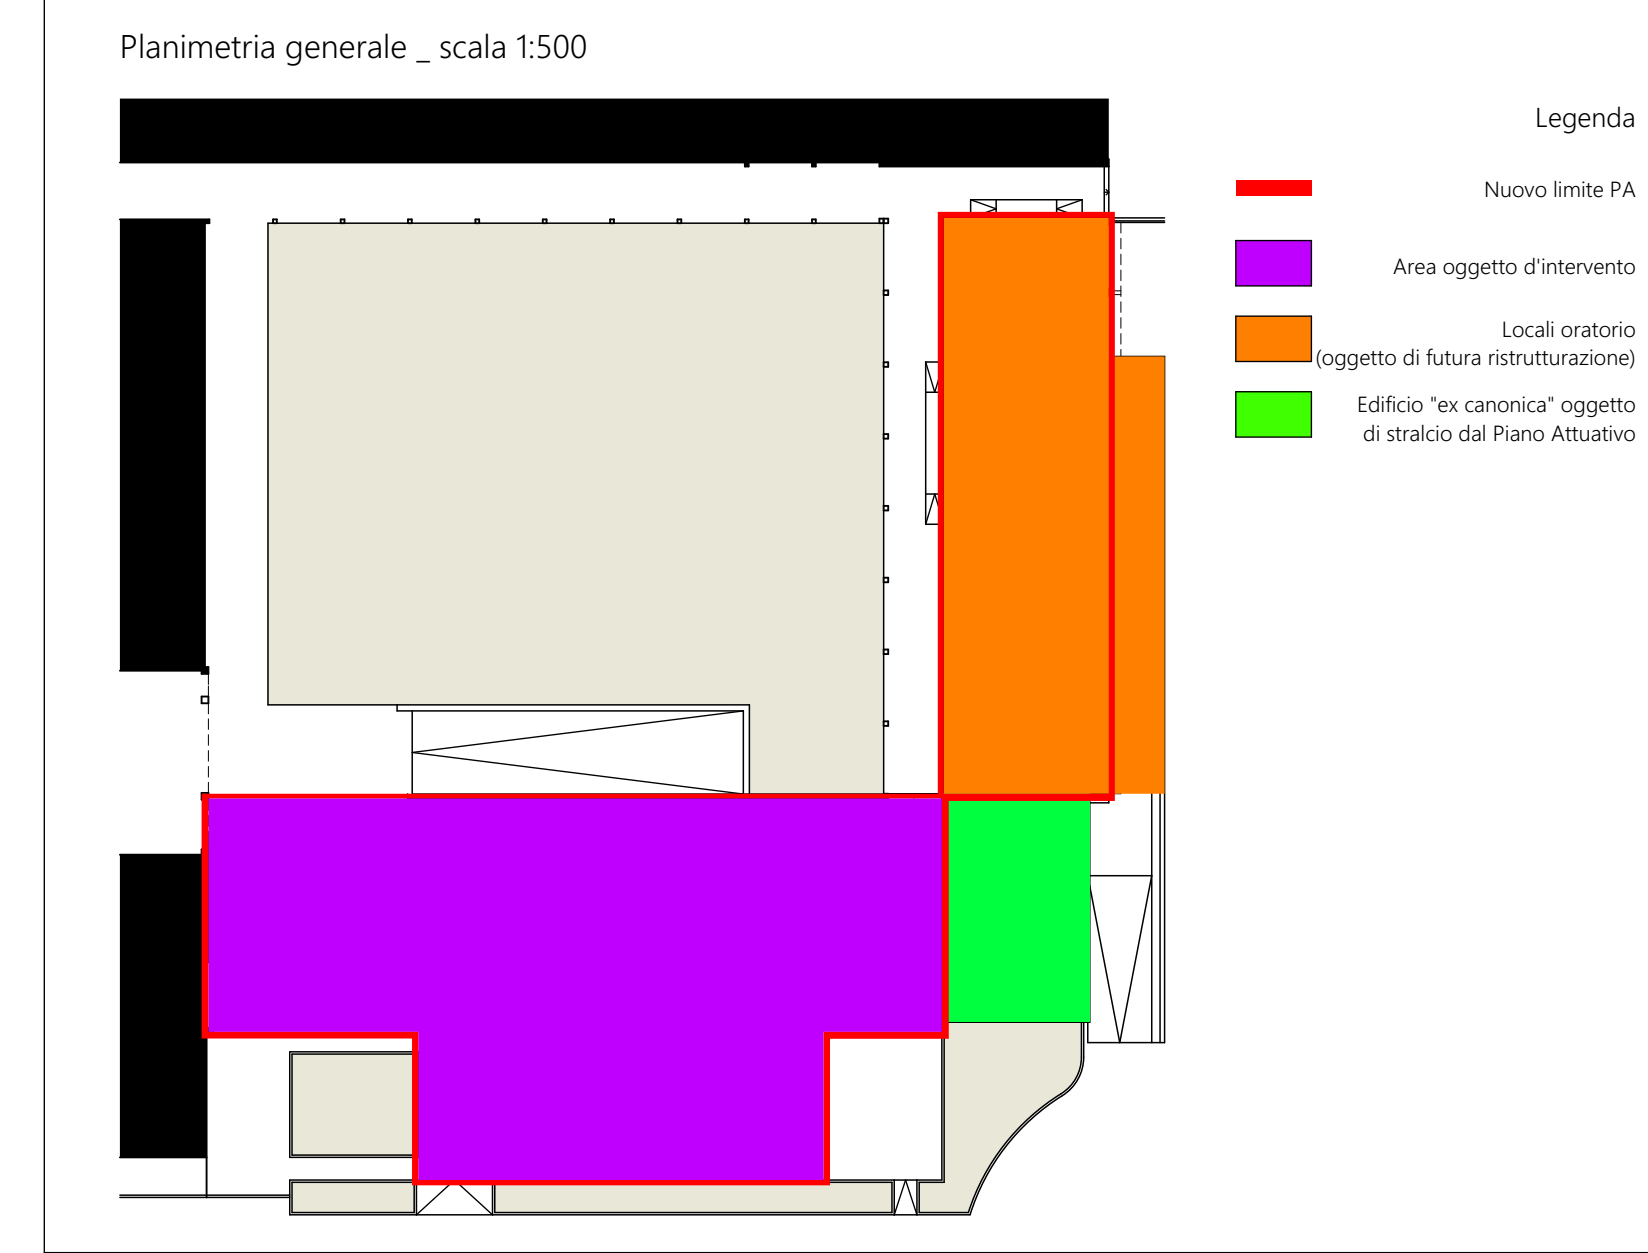 Planimetria generale _ scala 1:500
Legenda
Nuovo limite PA
Area oggetto d'intervento
Locali oratorio
(oggetto di futura ristrutturazione)
Edificio "ex canonica" oggetto
di stralcio dal Piano Attuativo